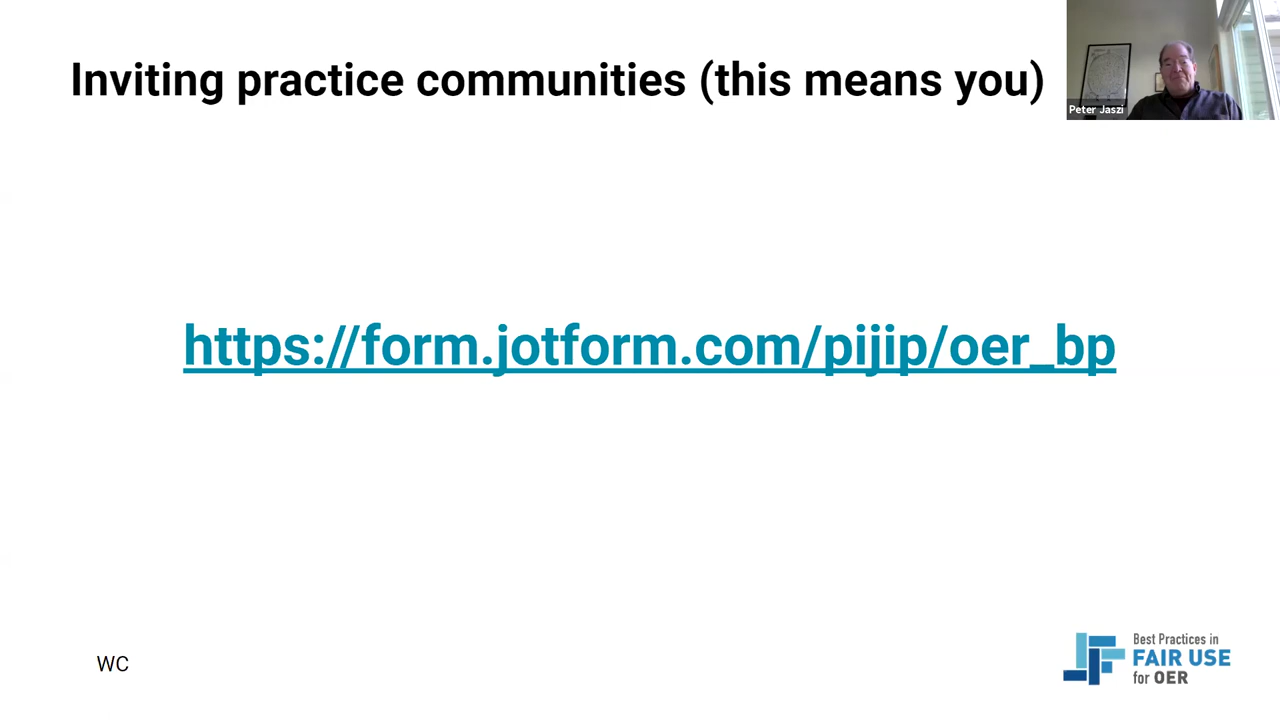 Inviting practice communities (this means you)
Peter Jaszi
https://form.jotform.com/pijip/oer_bp
WC
Best Practices in
FAIR USE
for OER